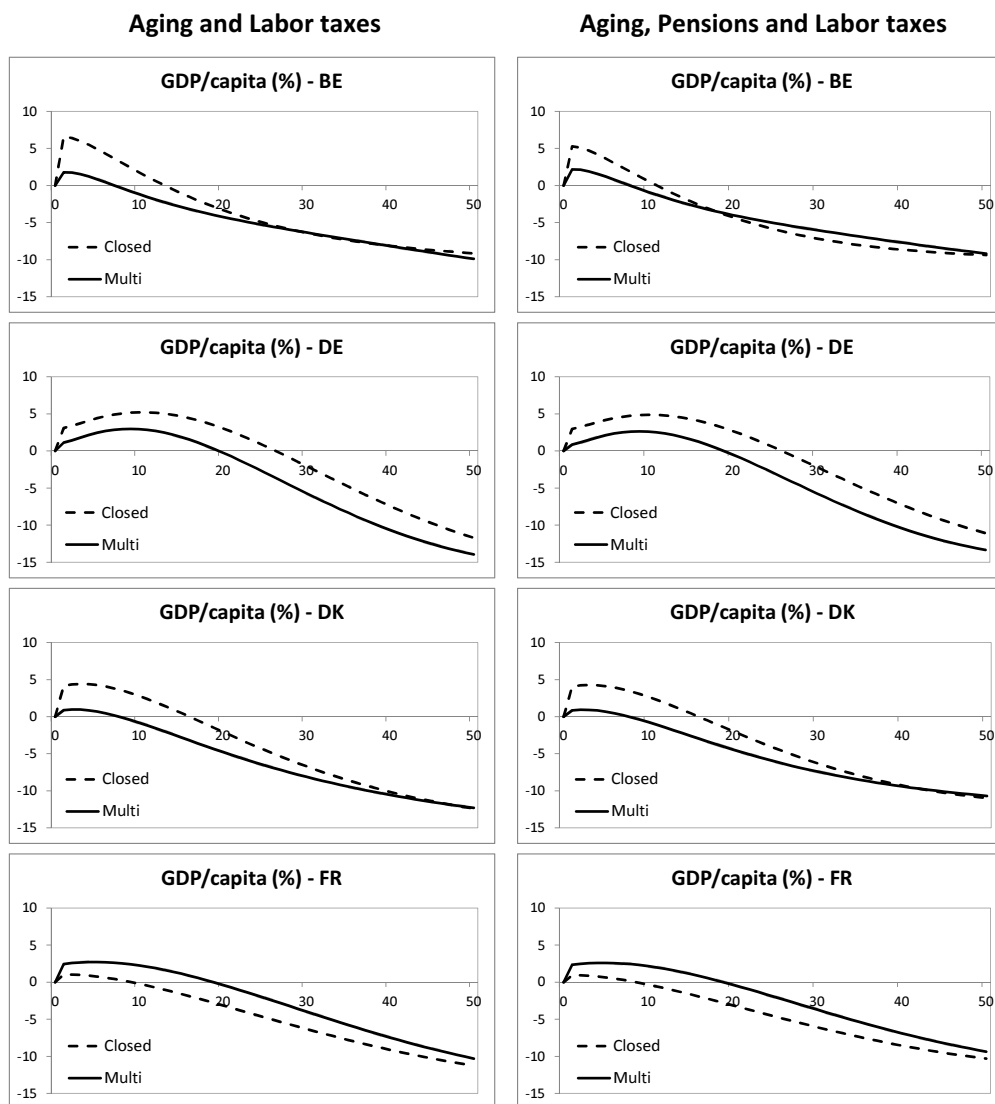 Aging and Labor taxes
Aging, Pensions and Labor taxes
GDP/capita (%) - BE
10
5
0
-5
-10
-15
0 10 20 30 40 50
Closed
Multi
GDP/capita (%) - BE
10
5
0
-5
-10
-15
0 10 20 30 40 50
Closed
Multi
GDP/capita (%) - DE
10
5
0
-5
-10
-15
0 10 20 30 40 50
Closed
Multi
GDP/capita (%) - DE
10
5
0
-5
-10
-15
0 10 20 30 40 50
Closed
Multi
GDP/capita (%) - DK
10
5
0
-5
-10
-15
0 10 20 30 40 50
Closed
Multi
GDP/capita (%) - DK
10
5
0
-5
-10
-15
0 10 20 30 40 50
Closed
Multi
GDP/capita (%) - FR
10
5
0
-5
-10
-15
0 10 20 30 40 50
Closed
Multi
GDP/capita (%) - FR
10
5
0
-5
-10
-15
0 10 20 30 40 50
Closed
Multi